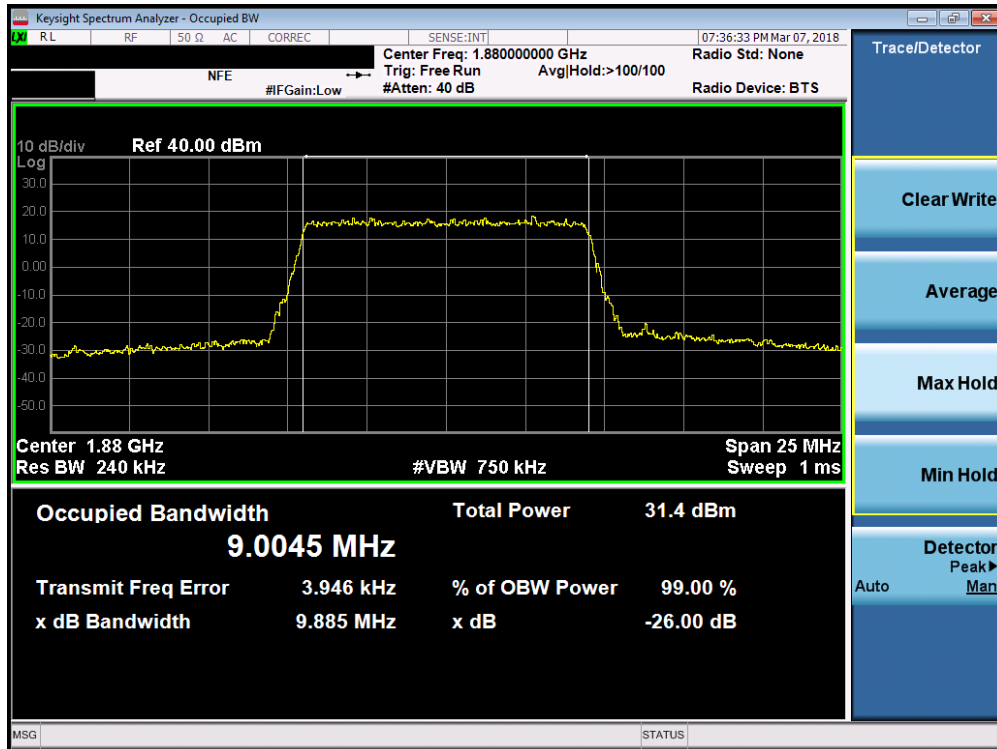 Keysight Spectrum Analyzer - Occupied BW
LXI RL RF 50 Ω AC CORREC SENSE:INT 07:36:33 PM Mar 07, 2018
Center Freq: 1.880000000 GHz Radio Std: None
NFE Trig: Free Run Avg|Hold:>100/100
#IFGain:Low #Atten: 40 dB Radio Device: BTS
10 dB/div Ref 40.00 dBm
Log
30.0
20.0
10.0
0.00
-10.0
-20.0
-30.0
-40.0
-50.0
Center 1.88 GHz Span 25 MHz
Res BW 240 kHz #VBW 750 kHz Sweep 1 ms
Occupied Bandwidth Total Power 31.4 dBm
9.0045 MHz
Transmit Freq Error 3.946 kHz % of OBW Power 99.00 %
x dB Bandwidth 9.885 MHz x dB -26.00 dB
Trace/Detector
Clear Write
Average
Max Hold
Min Hold
Detector
Peak▶
Auto Man
MSG STATUS